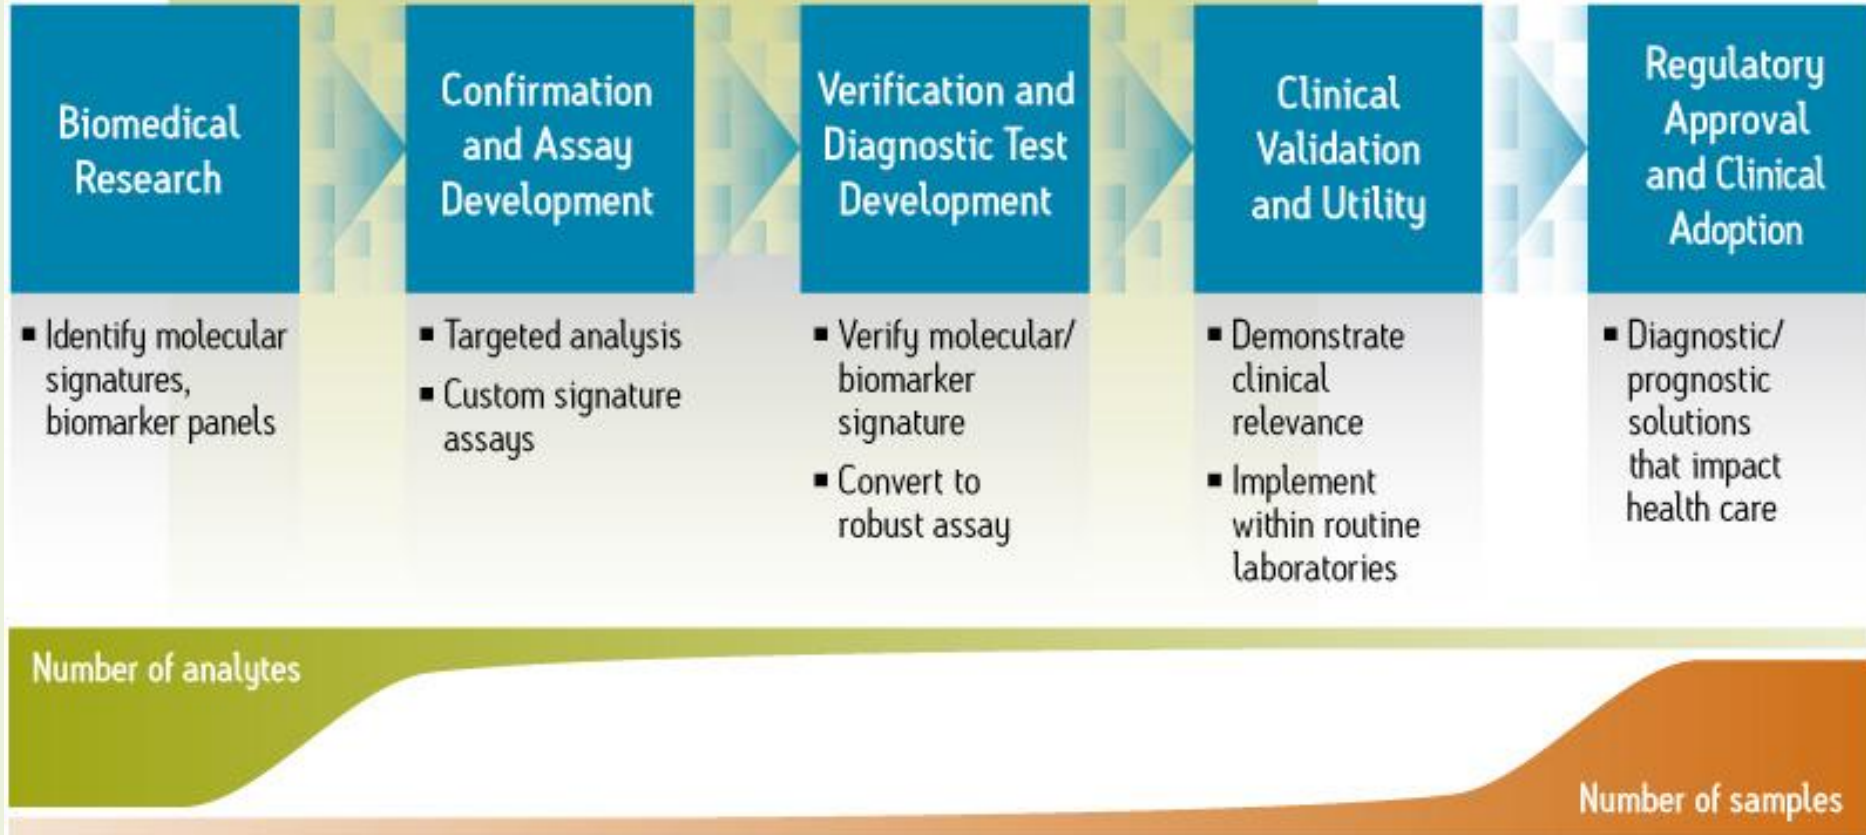 Biomedical
Research
Confirmation
and Assay
Development
Verification and
Diagnostic Test
Development
Clinical
Validation
and Utility
Regulatory
Approval
and Clinical
Adoption
▪ Identify molecular
signatures,
biomarker panels
▪ Targeted analysis
▪ Custom signature
assays
▪ Verify molecular/
biomarker
signature
▪ Convert to
robust assay
▪ Demonstrate
clinical
relevance
▪ Implement
within routine
laboratories
▪ Diagnostic/
prognostic
solutions
that impact
health care
Number of analytes
Number of samples